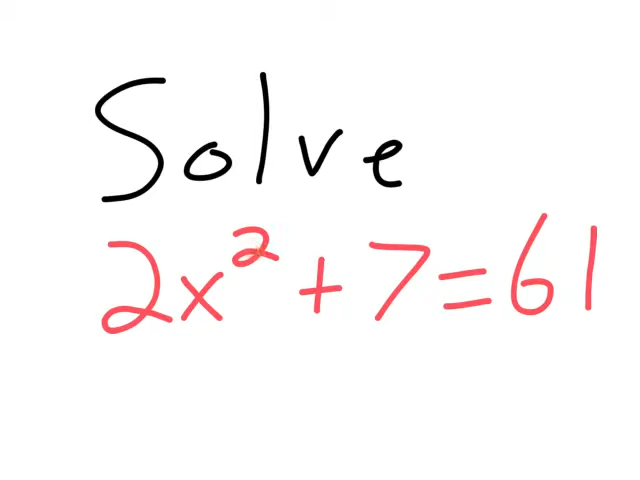 Solve
2x² + 7 = 61